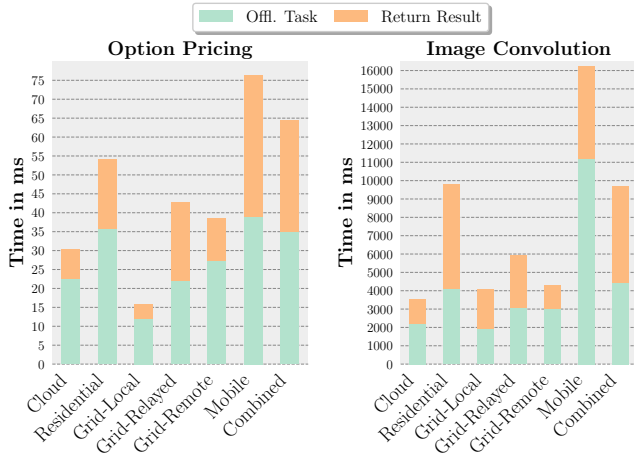 Offl. Task Return Result
Option Pricing
Time in ms
75
70
65
60
55
50
45
40
35
30
25
20
15
10
5
0
Cloud
Residential
Grid-Local
Grid-Relayed
Grid-Remote
Mobile
Combined
Image Convolution
Time in ms
16000
15000
14000
13000
12000
11000
10000
9000
8000
7000
6000
5000
4000
3000
2000
1000
0
Cloud
Residential
Grid-Local
Grid-Relayed
Grid-Remote
Mobile
Combined